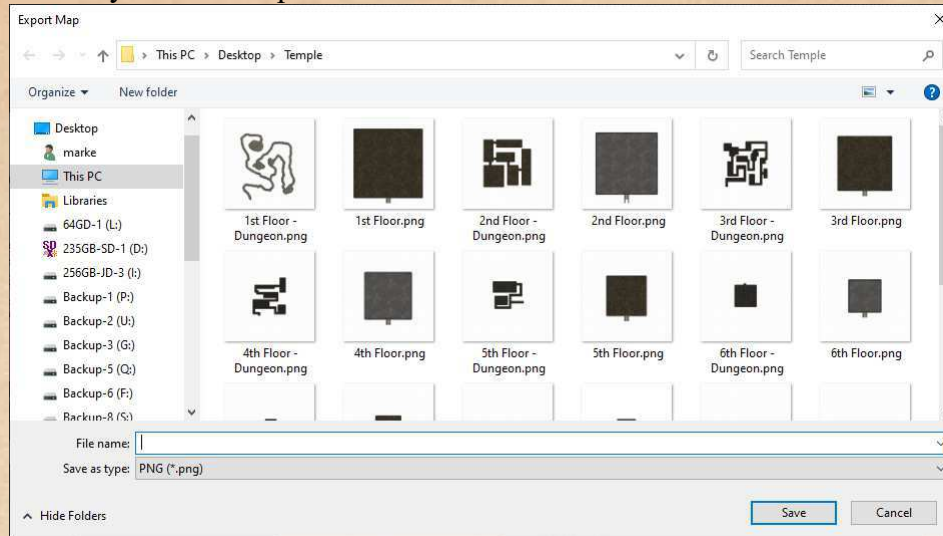 Export Map
This PC > Desktop > Temple
Search Temple
Organize
New folder
Desktop
marke
This PC
Libraries
64GD-1 (L:)
235GB-SD-1 (D:)
256GB-JD-3 (I:)
Backup-1 (P:)
Backup-2 (U:)
Backup-3 (G:)
Backup-5 (Q:)
Backup-6 (F:)
Backup-8 (S:)
1st Floor -
Dungeon.png
1st Floor.png
2nd Floor -
Dungeon.png
2nd Floor.png
3rd Floor -
Dungeon.png
3rd Floor.png
4th Floor -
Dungeon.png
4th Floor.png
5th Floor -
Dungeon.png
5th Floor.png
6th Floor -
Dungeon.png
6th Floor.png
File name:
Save as type: PNG (*.png)
Hide Folders
Save
Cancel